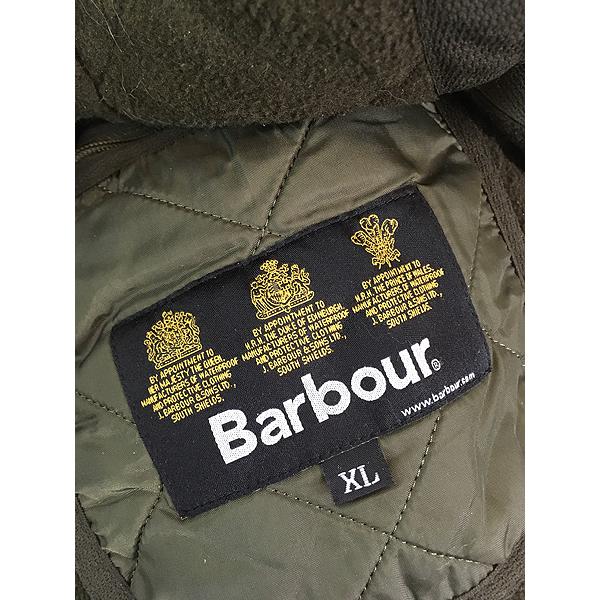 BY APPOINTMENT TO
HER MAJESTY THE QUEEN
MANUFACTURERS OF WATERPROOF
AND PROTECTIVE CLOTHING
J. BARBOUR & SONS LTD.,
SOUTH SHIELDS.
BY APPOINTMENT TO
H.R.H. THE DUKE OF EDINBURGH
MANUFACTURERS OF WATERPROOF
AND PROTECTIVE CLOTHING
J. BARBOUR & SONS LTD.,
SOUTH SHIELDS.
BY APPOINTMENT TO
H.R.H. THE PRINCE OF WALES
MANUFACTURERS OF WATERPROOF
AND PROTECTIVE CLOTHING
J. BARBOUR & SONS LTD.,
SOUTH SHIELDS.
Barbour®
www.barbour.com
XL